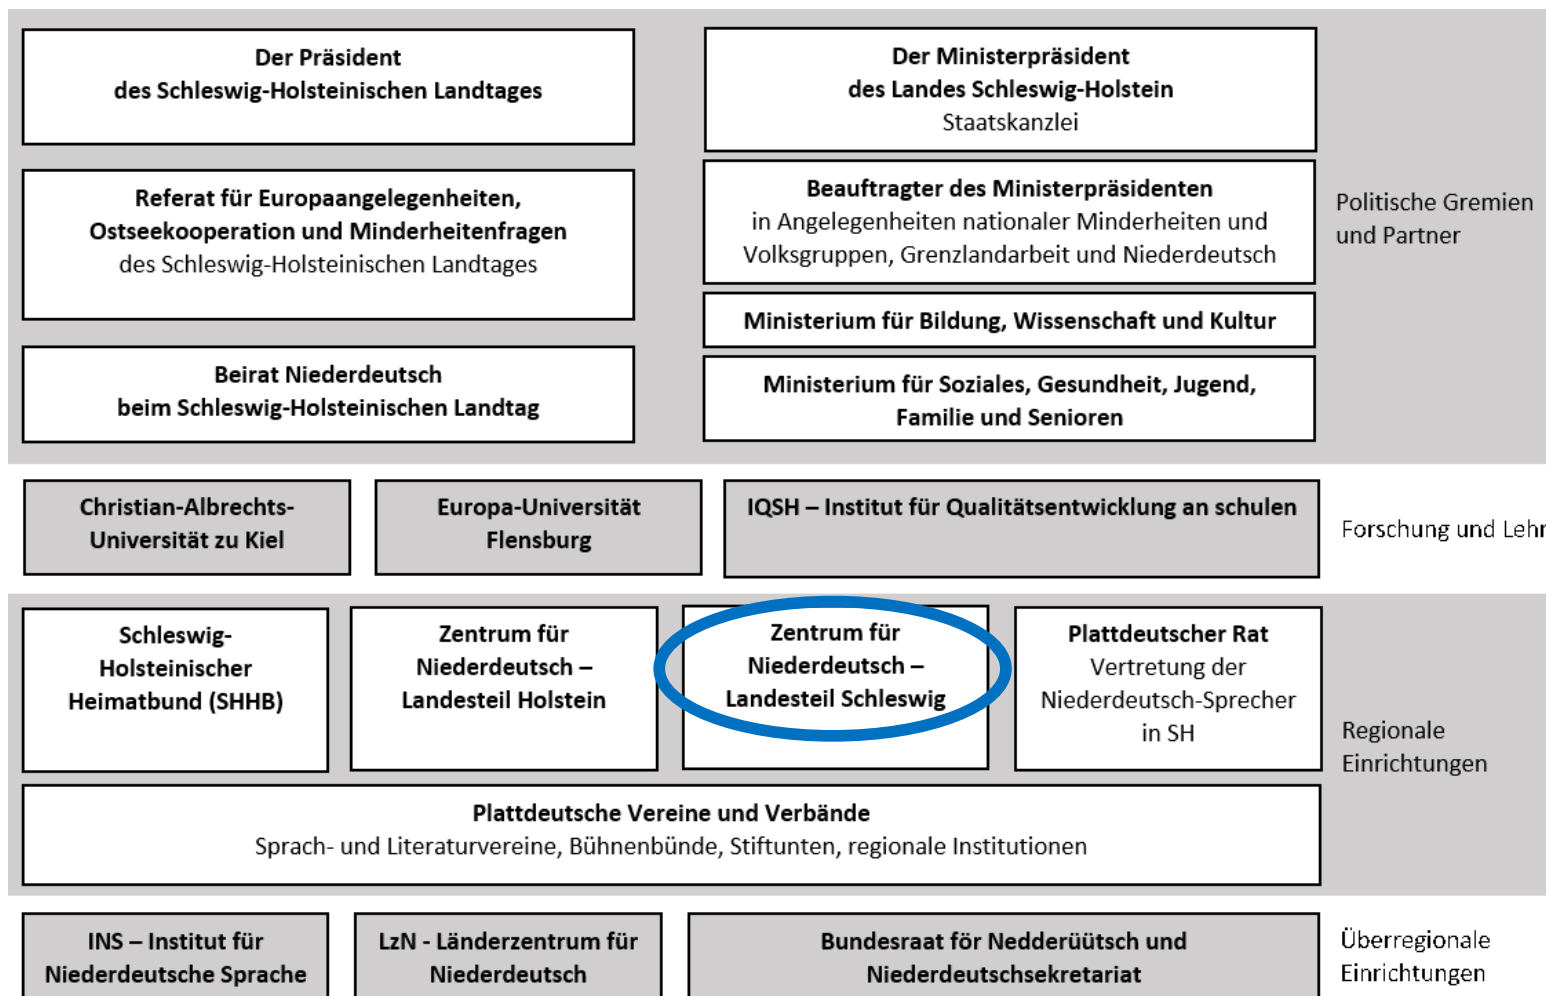 Der Präsident
des Schleswig-Holsteinischen Landtages
Der Ministerpräsident
des Landes Schleswig-Holstein
Staatskanzlei
Referat für Europaangelegenheiten,
Ostseekooperation und Minderheitenfragen
des Schleswig-Holsteinischen Landtages
Beauftragter des Ministerpräsidenten
in Angelegenheiten nationaler Minderheiten und
Volksgruppen, Grenzlandarbeit und Niederdeutsch
Ministerium für Bildung, Wissenschaft und Kultur
Beirat Niederdeutsch
beim Schleswig-Holsteinischen Landtag
Ministerium für Soziales, Gesundheit, Jugend,
Familie und Senioren
Politische Gremien
und Partner
Christian-Albrechts-
Universität zu Kiel
Europa-Universität
Flensburg
IQSH – Institut für Qualitätsentwicklung an schulen
Forschung und Lehr
Schleswig-
Holsteinischer
Heimatbund (SHHB)
Zentrum für
Niederdeutsch –
Landesteil Holstein
Zentrum für
Niederdeutsch –
Landesteil Schleswig
Plattdeutscher Rat
Vertretung der
Niederdeutsch-Sprecher
in SH
Plattdeutsche Vereine und Verbände
Sprach- und Literaturvereine, Bühnenbünde, Stiftunten, regionale Institutionen
Regionale
Einrichtungen
INS – Institut für
Niederdeutsche Sprache
LzN - Länderzentrum für
Niederdeutsch
Bundesraat för Nedderüütsch und
Niederdeutschsekretariat
Überregionale
Einrichtungen